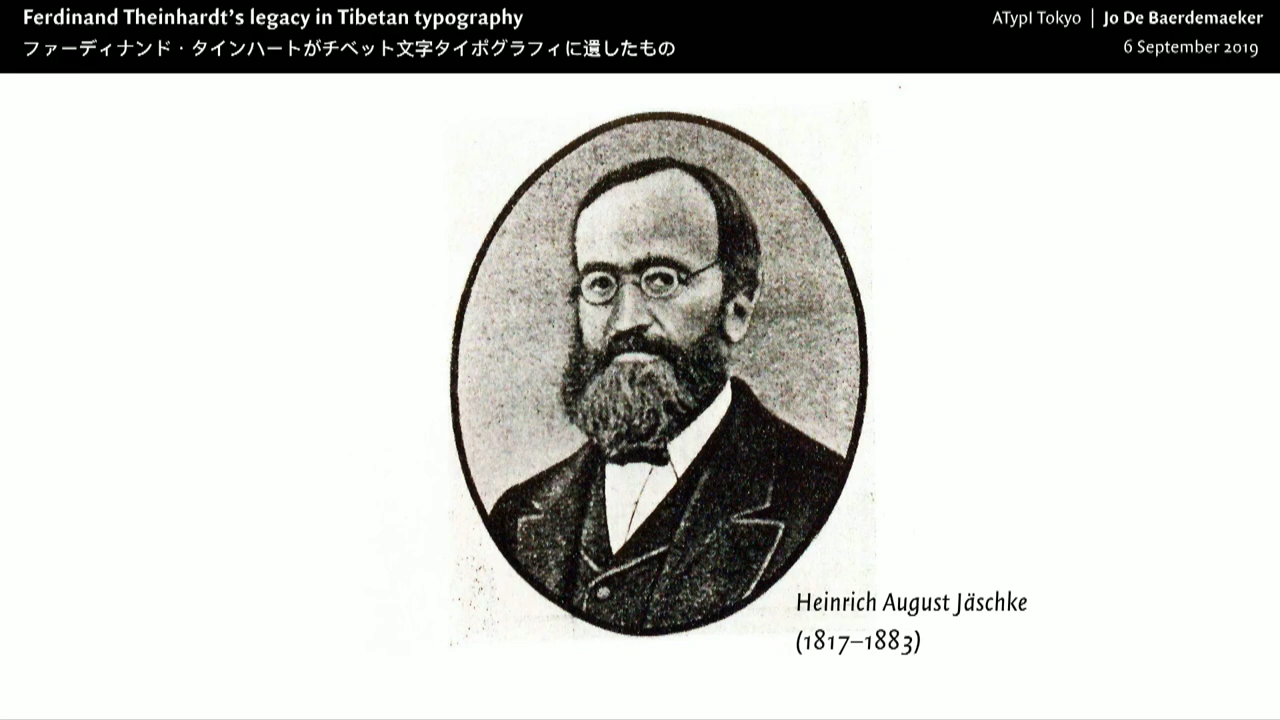 Ferdinand Theinhardt’s legacy in Tibetan typography
ファーディナンド・タインハートがチベット文字タイポグラフィに遺したもの
ATypI Tokyo | Jo De Baerdemaeker
6 September 2019
Heinrich August Jäschke
(1817–1883)